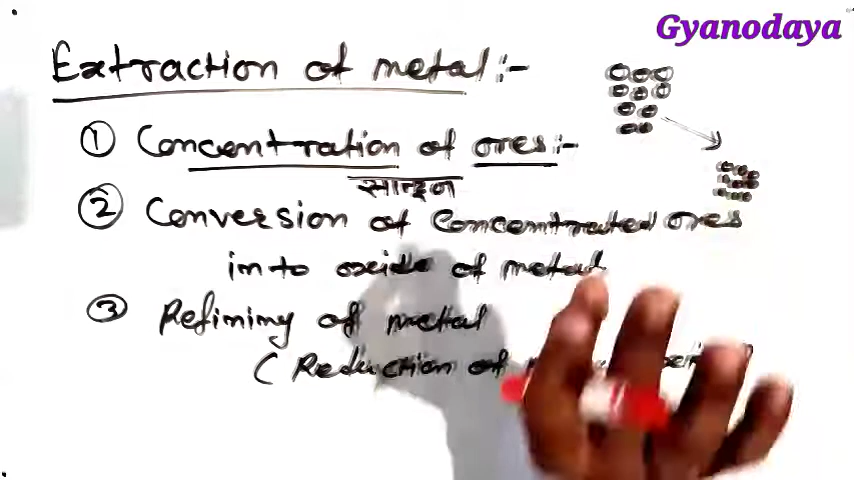 Gyanodaya
Extraction of metal :-
① Concentration of ores :-
सान्द्रन
② Conversion of Concentrated ores
into oxide of metal
③ Refining of metal
( Reduction of